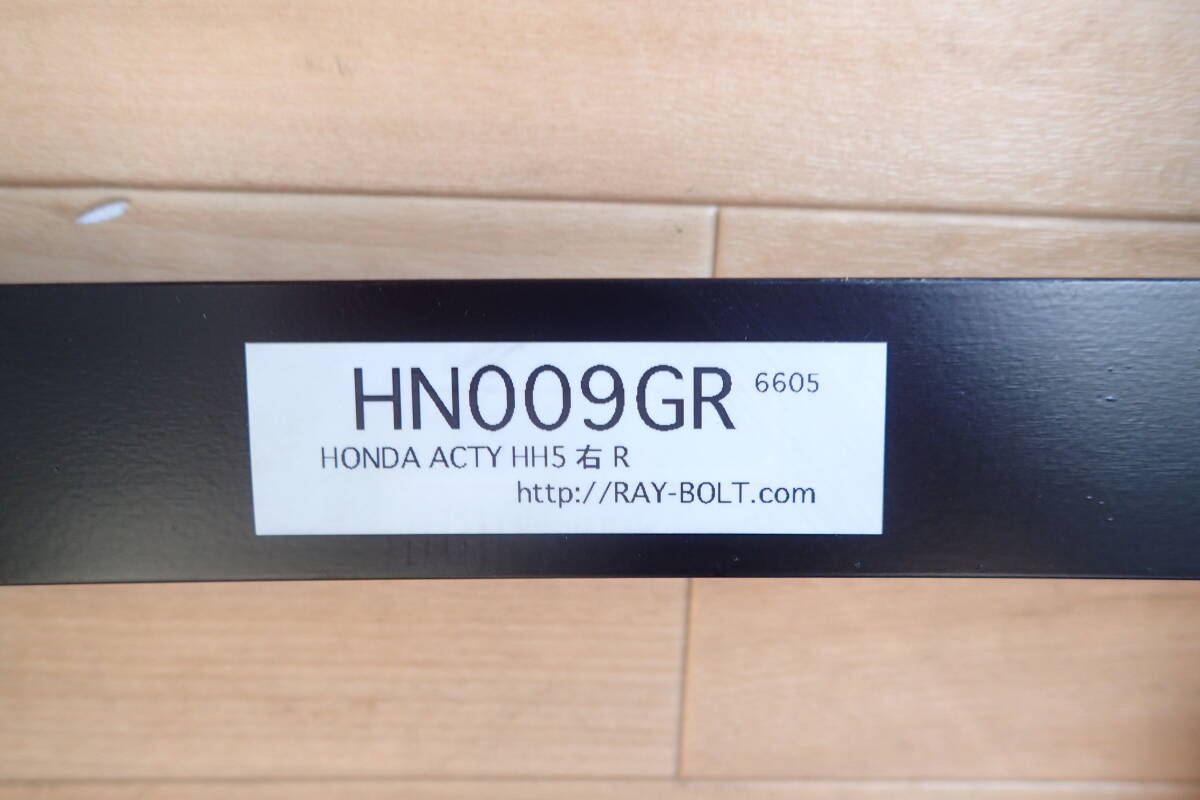 HN009GR 6605
HONDA ACTY HH5 右 R
http://RAY-BOLT.com